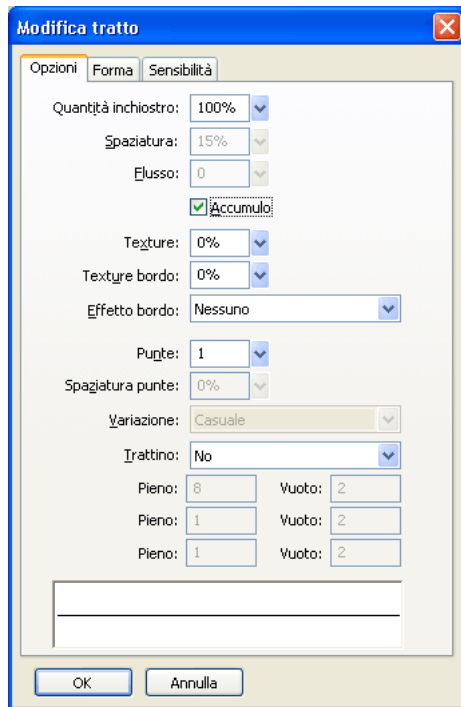 Modifica tratto
Opzioni Forma Sensibilità
Quantità inchiostro: 100%
Spaziatura: 15%
Flusso: 0
Accumulo
Texture: 0%
Texture bordo: 0%
Effetto bordo: Nessuno
Punte: 1
Spaziatura punte: 0%
Variazione: Casuale
Trattino: No
Pieno: 8 Vuoto: 2
Pieno: 1 Vuoto: 2
Pieno: 1 Vuoto: 2
OK Annulla